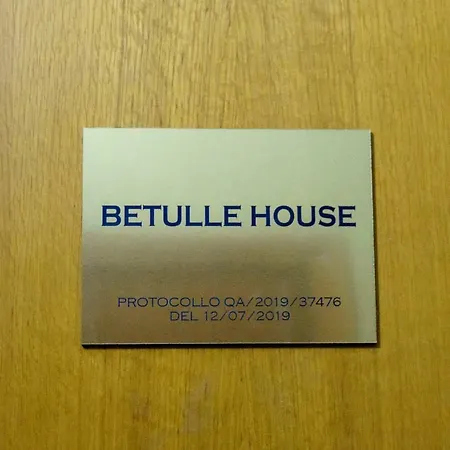 BETULLE HOUSE
PROTOCOLLO QA/2019/37476
DEL 12/07/2019